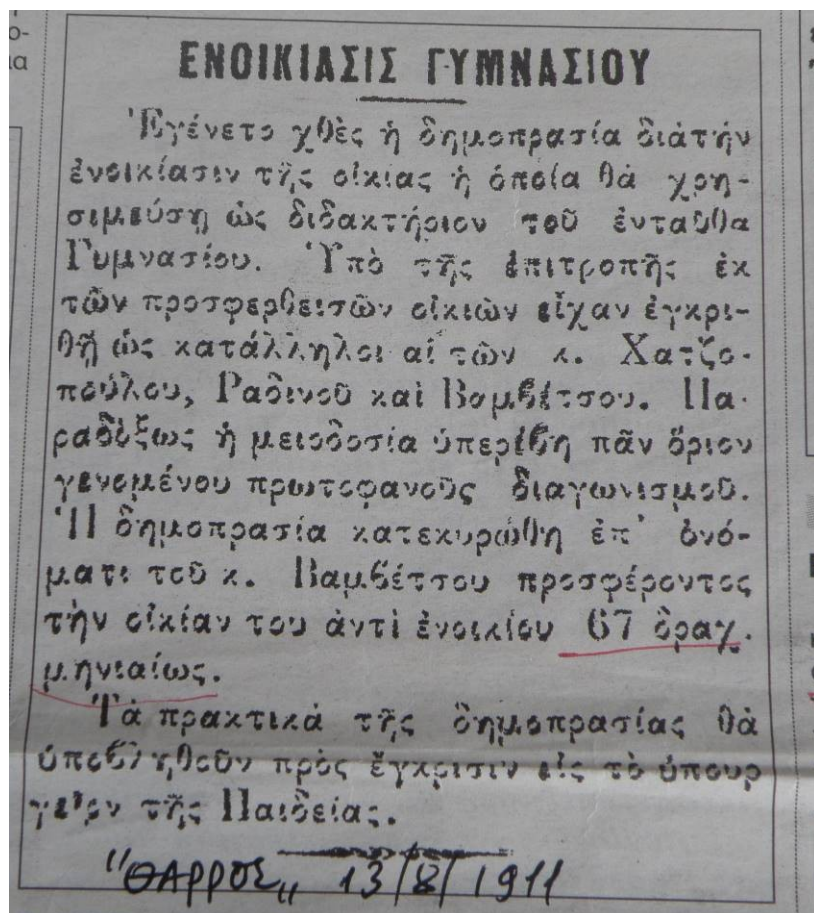 ΕΝΟΙΚΙΑΣΙΣ ΓΥΜΝΑΣΙΟΥ
Ἐγένετο χθὲς ἡ δημοπρασία διὰ τὴν
ἐνοικίασιν τῆς οἰκίας ἡ ὁποία θὰ χρη-
σιμεύσῃ ὡς διδακτήριον τοῦ ἐνταῦθα
Γυμνασίου. Ὑπὸ τῆς ἐπιτροπῆς ἐκ
τῶν προσφερθεισῶν οἰκιῶν εἶχαν ἐγκρι-
θῆ ὡς κατάλληλοι αἱ τῶν κ. Χατζο-
πούλου, Ραδινοῦ καὶ Βαμβέτσου. Πα-
ραδόξως ἡ μειοδοσία ὑπερέβη πᾶν ὅριον
γενομένου πρωτοφανοῦς διαγωνισμοῦ.
Ἡ δημοπρασία κατεκυρώθη ἐπ' ὀνό-
ματι τοῦ κ. Βαμβέτσου προσφέροντος
τὴν οἰκίαν του ἀντὶ ἐνοικίου 67 δραχ.
μηνιαίως.
Τὰ πρακτικὰ τῆς δημοπρασίας θὰ
ὑποβληθοῦν πρὸς ἔγκρισιν εἰς τὸ ὑπουρ
γεῖον τῆς Παιδείας.
"ΘΑΡΡΟΣ" 13/8/1911